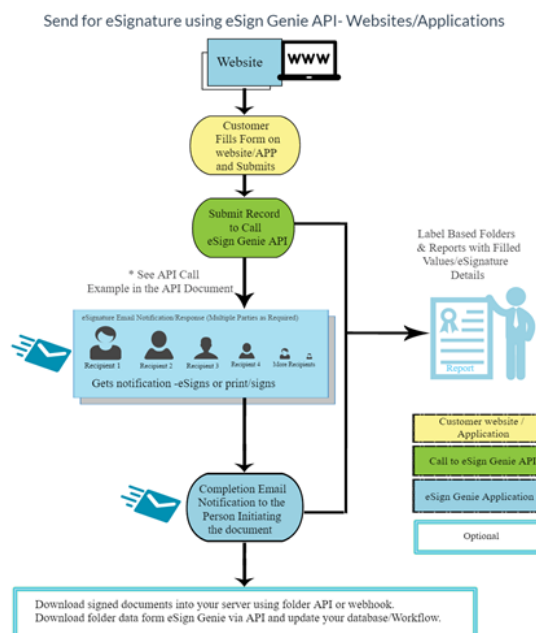 Send for eSignature using eSign Genie API- Websites/Applications
Website
WWW
Customer
Fills Form on
website/APP
and Submits
Submit Record
to Call
eSign Genie API
* See API Call
Example in the API Document
Label Based Folders
& Reports with Filled
Values/eSignature
Details
Report
eSignature Email Notification/Response (Multiple Parties as Required)
Recipient 1 Recipient 2 Recipient 3 Recipient 4 More Recipients
Gets notification -eSigns or print/signs
Customer website /
Application
Call to eSign Genie API
eSign Genie Application
Optional
Completion Email
Notification to the
Person Initiating
the document
Download signed documents into your server using folder API or webhook.
Download folder data form eSign Genie via API and update your database/Workflow.